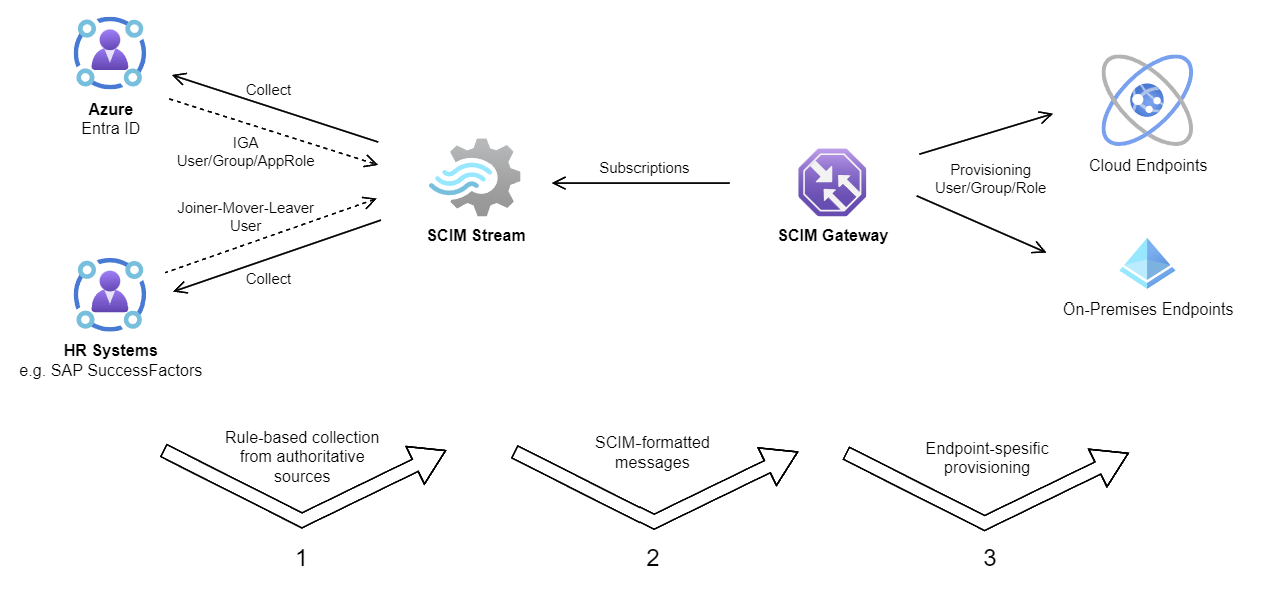 Azure
Entra ID
Collect
IGA
User/Group/AppRole
Joiner-Mover-Leaver
User
Collect
HR Systems
e.g. SAP SuccessFactors
SCIM Stream
Subscriptions
SCIM Gateway
Provisioning
User/Group/Role
Cloud Endpoints
On-Premises Endpoints
Rule-based collection
from authoritative
sources
1
SCIM-formatted
messages
2
Endpoint-spesific
provisioning
3